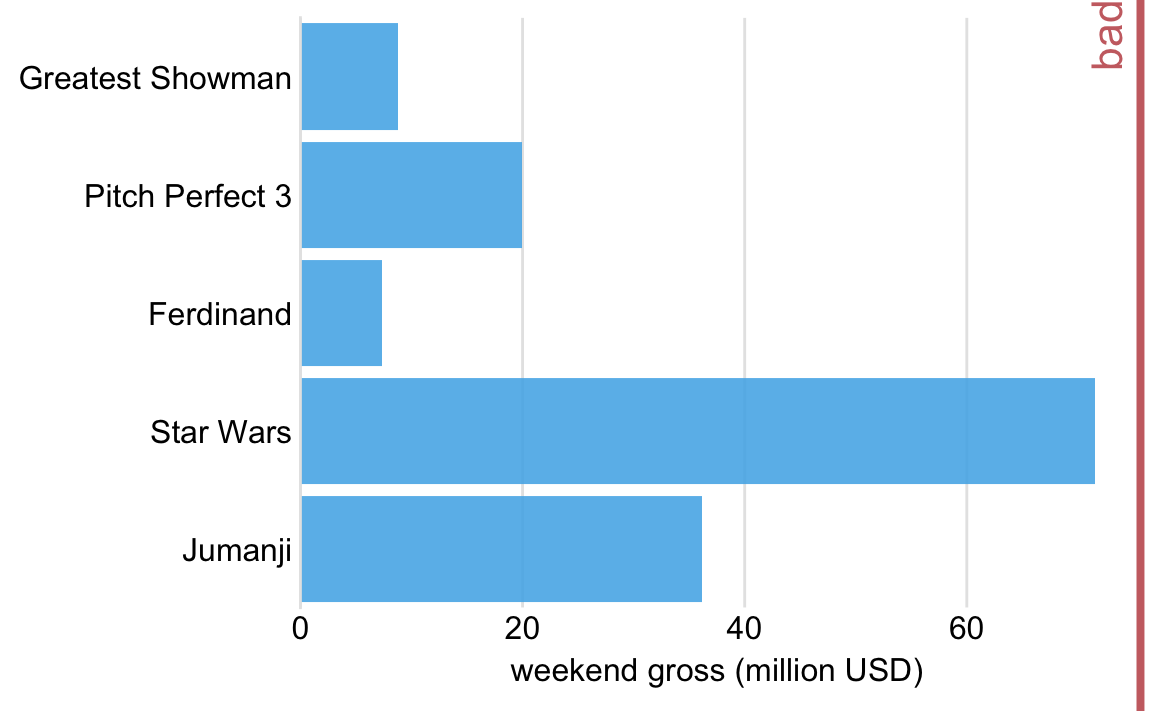 bad
Greatest Showman
Pitch Perfect 3
Ferdinand
Star Wars
Jumanji
0 20 40 60
weekend gross (million USD)